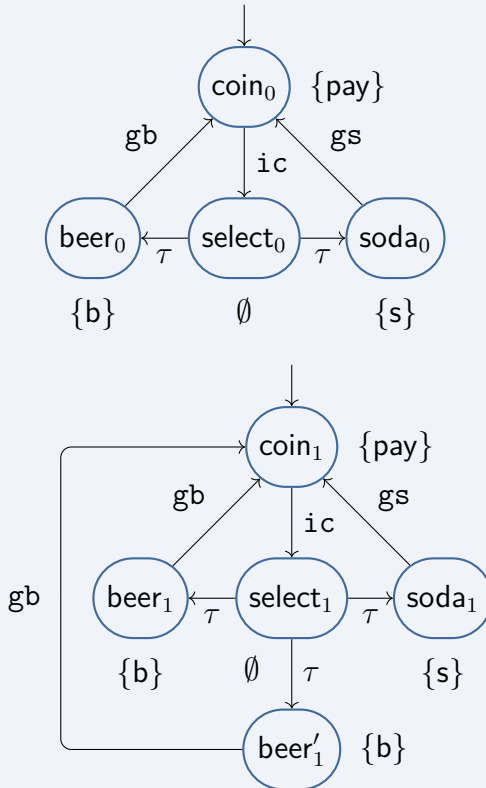 coin₀ {pay}
gb gs
ic
beer₀ select₀ soda₀
τ τ
{b} ∅ {s}
coin₁ {pay}
gb gs
ic
gb
beer₁ select₁ soda₁
τ τ
{b} ∅ τ {s}
beer′₁ {b}